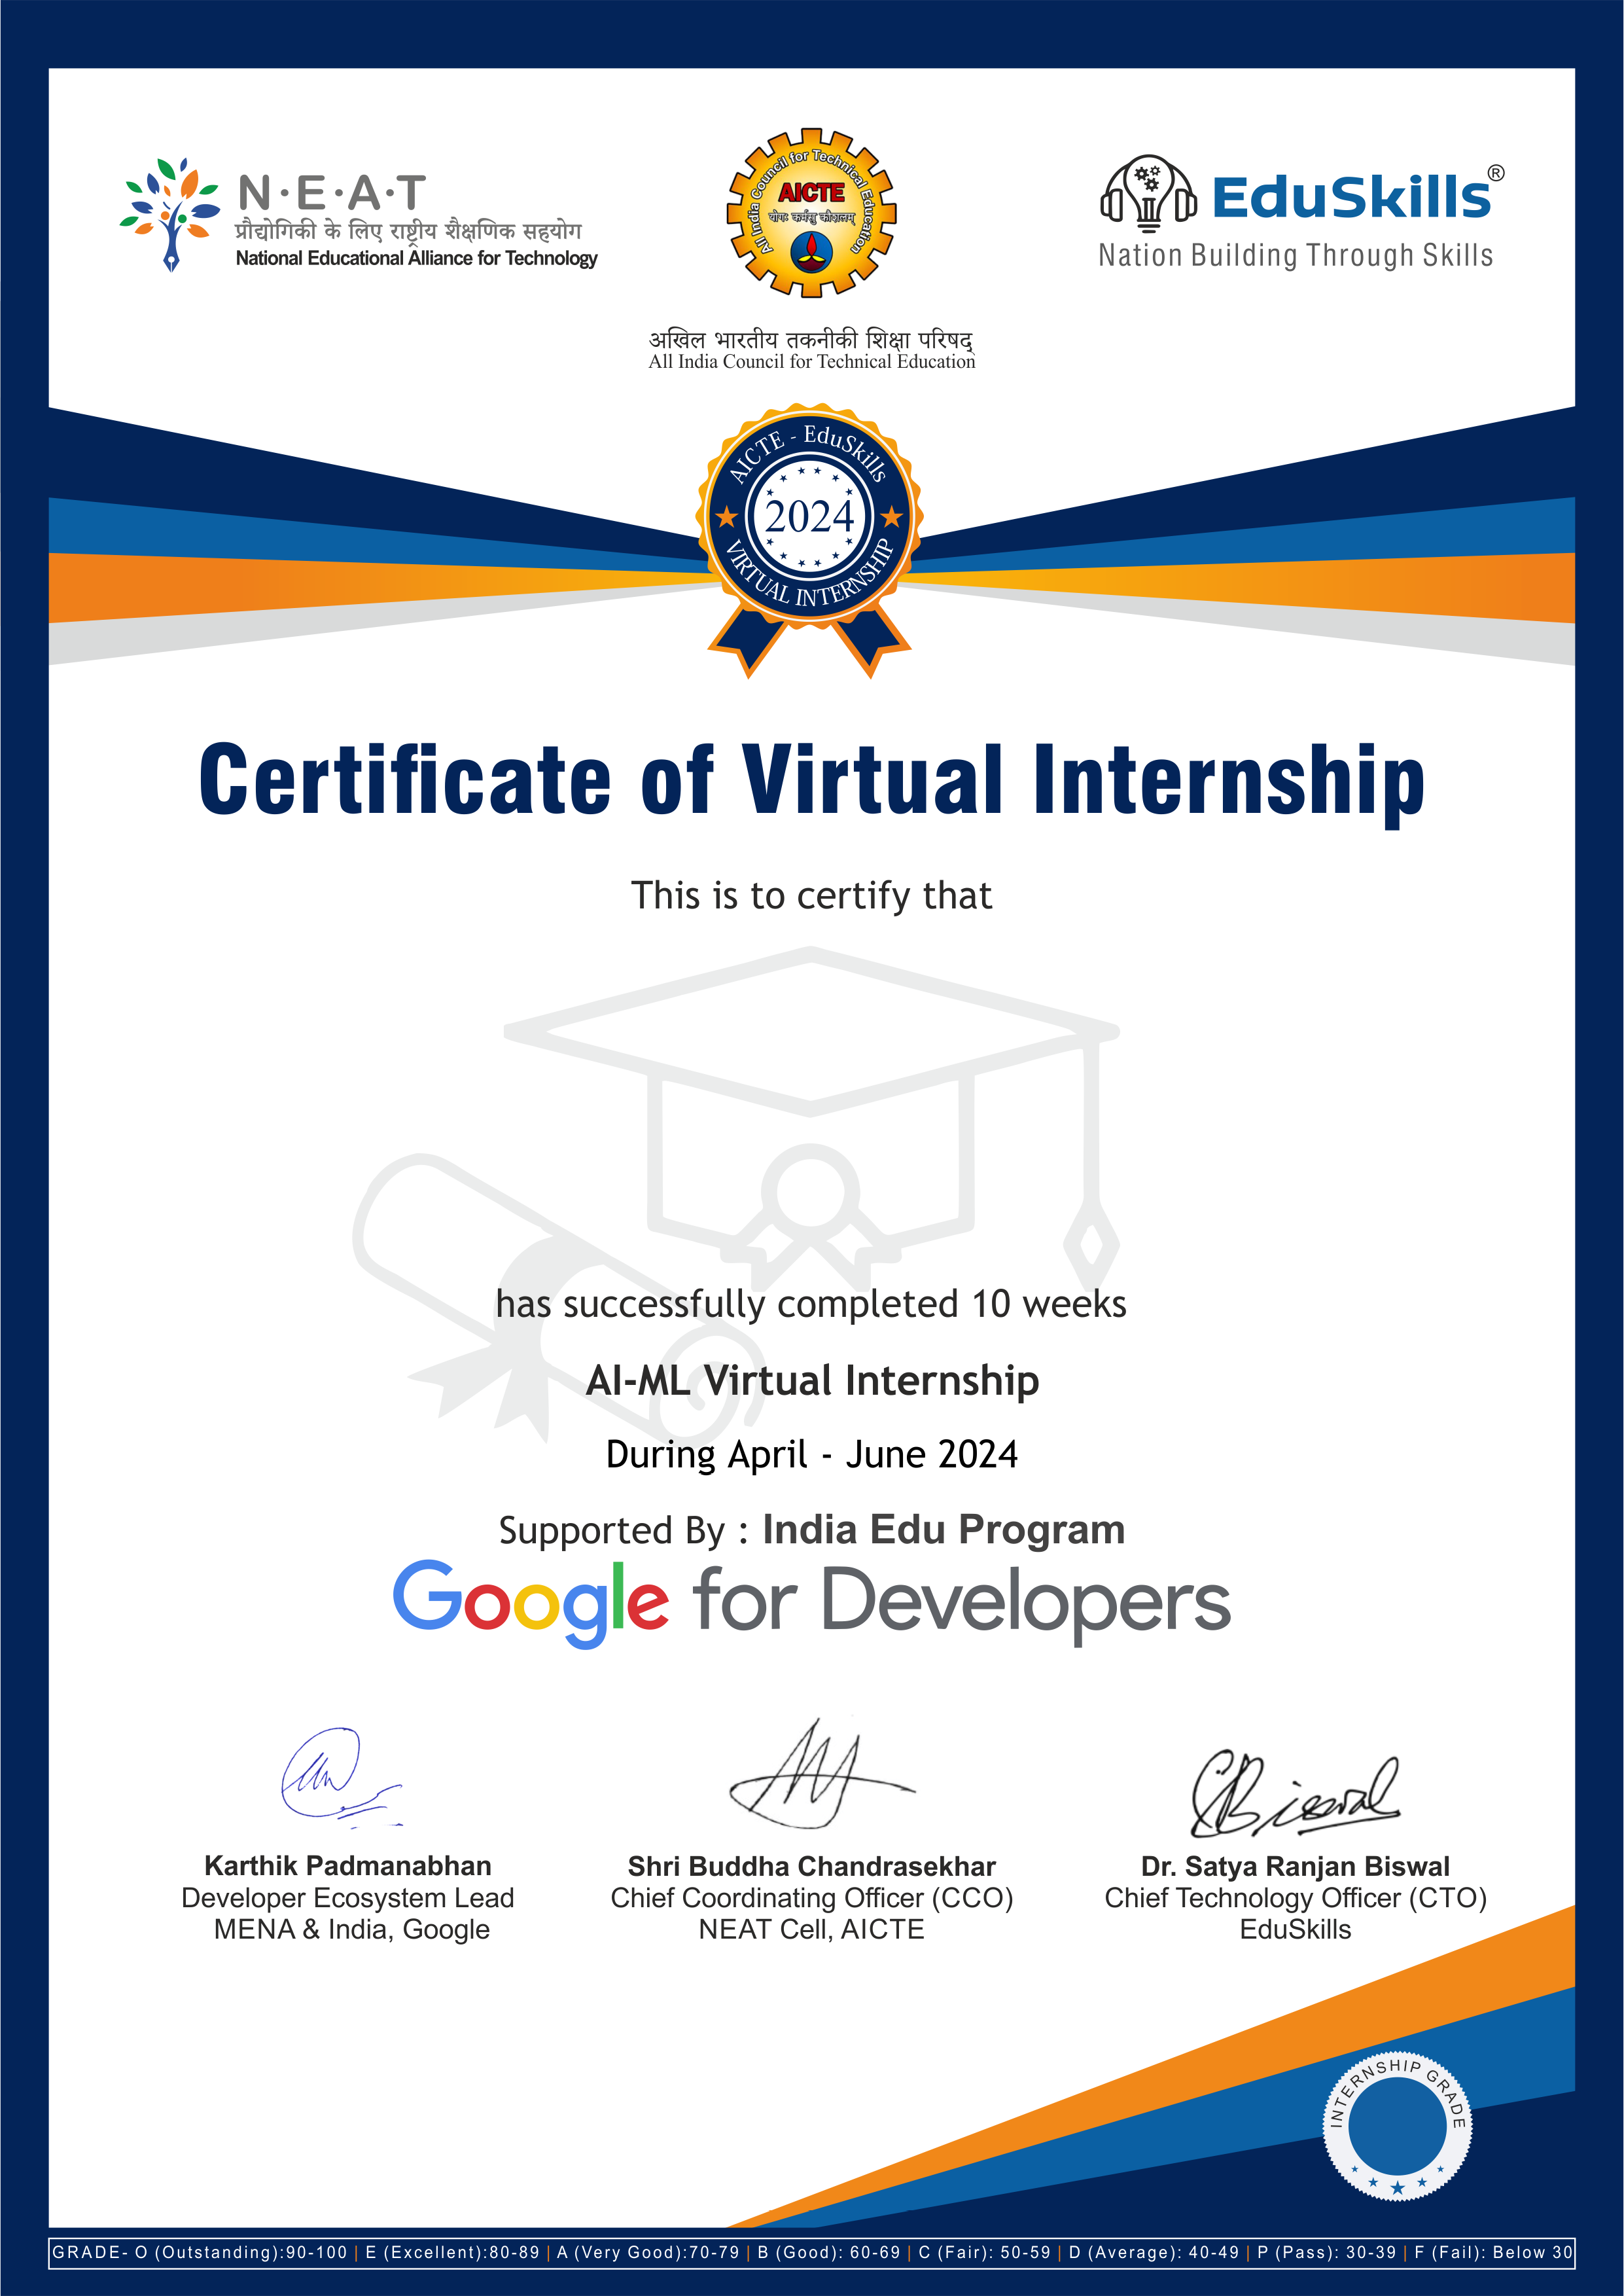 N·E·A·T
प्रौद्योगिकी के लिए राष्ट्रीय शैक्षणिक सहयोग
National Educational Alliance for Technology
All India Council for Technical Education
AICTE
योगः कर्मसु कौशलम्
EduSkills®
Nation Building Through Skills
अखिल भारतीय तकनीकी शिक्षा परिषद्
All India Council for Technical Education
AICTE - EduSkills
2024
VIRTUAL INTERNSHIP
Certificate of Virtual Internship
This is to certify that
has successfully completed 10 weeks
AI-ML Virtual Internship
During April - June 2024
Supported By : India Edu Program
Google for Developers
Biswal
Karthik Padmanabhan
Developer Ecosystem Lead
MENA & India, Google
Shri Buddha Chandrasekhar
Chief Coordinating Officer (CCO)
NEAT Cell, AICTE
Dr. Satya Ranjan Biswal
Chief Technology Officer (CTO)
EduSkills
INTERNSHIP GRADE
GRADE- O (Outstanding):90-100 | E (Excellent):80-89 | A (Very Good):70-79 | B (Good): 60-69 | C (Fair): 50-59 | D (Average): 40-49 | P (Pass): 30-39 | F (Fail): Below 30